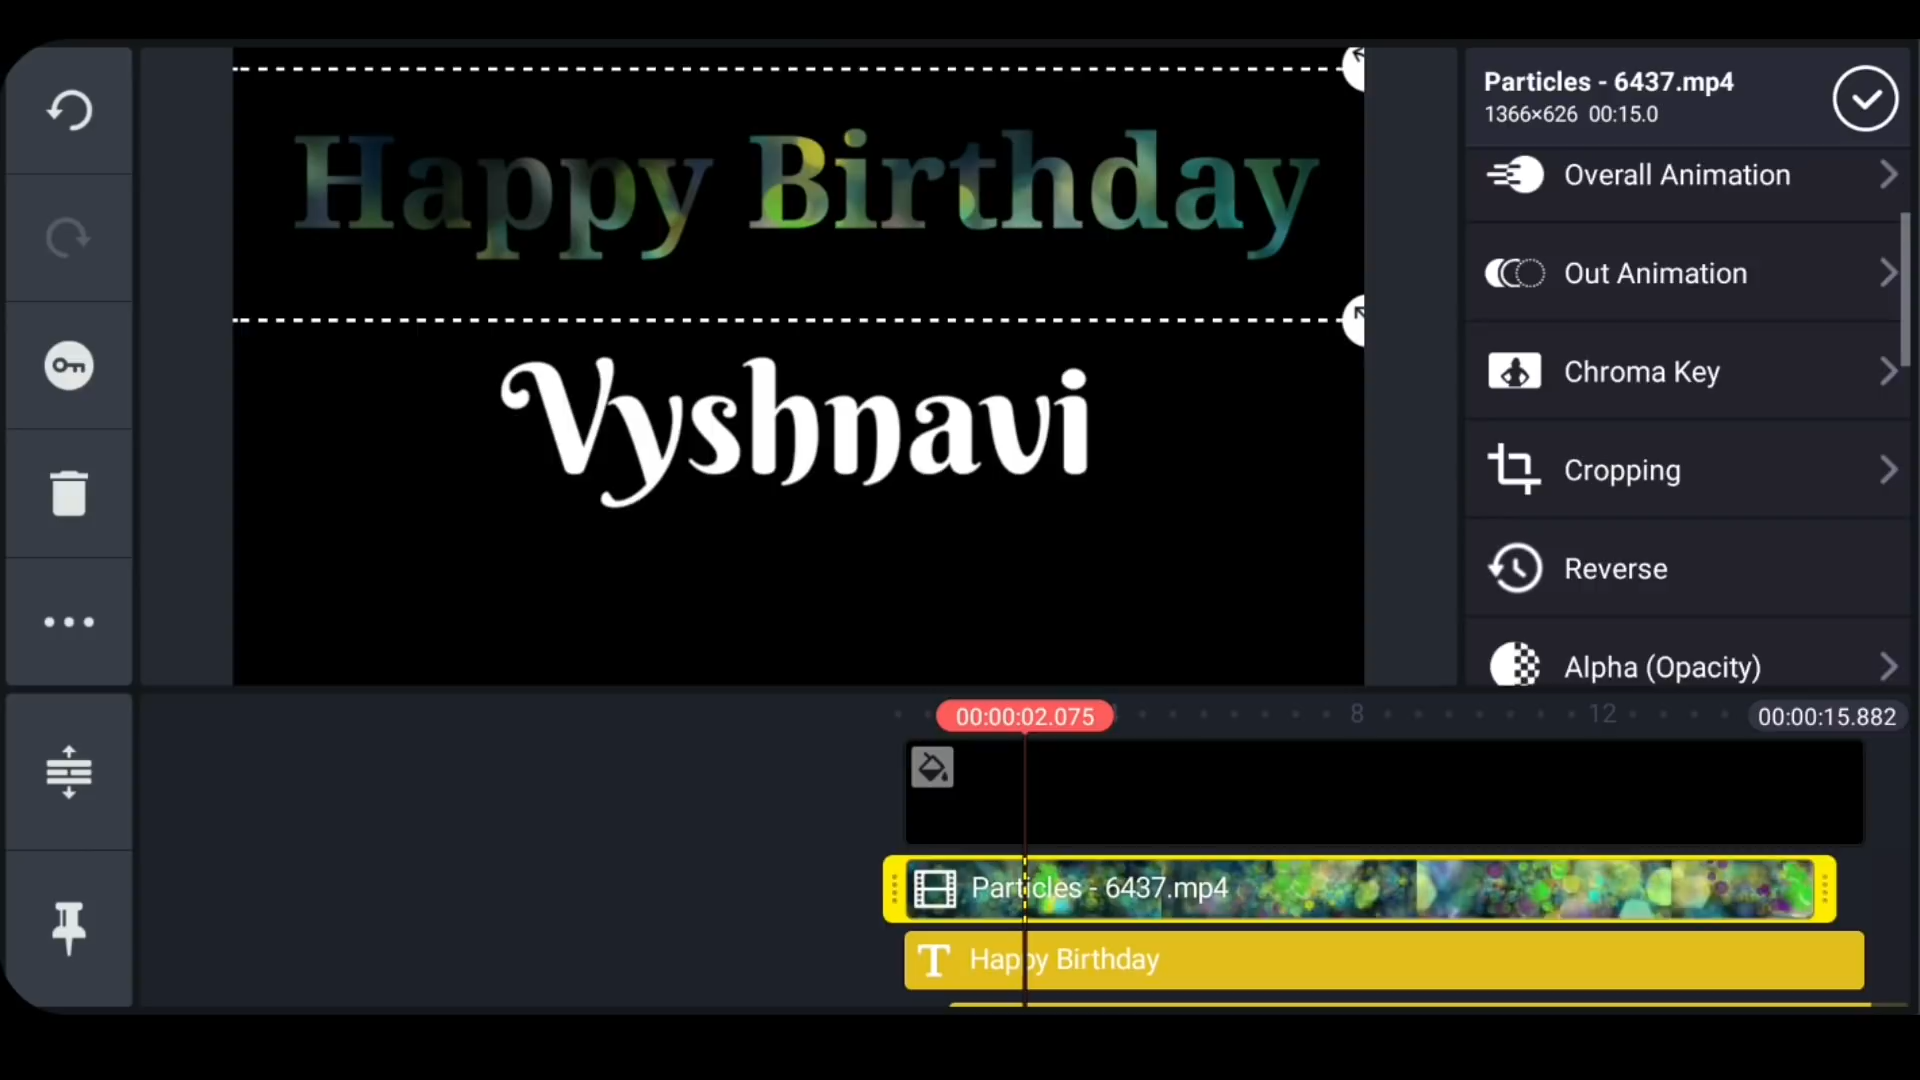 Happy Birthday
Vyshnavi
Particles - 6437.mp4
1366×626 00:15.0
Overall Animation
Out Animation
Chroma Key
Cropping
Reverse
Alpha (Opacity)
00:00:02.075
8
12
00:00:15.882
Particles - 6437.mp4
T Happy Birthday